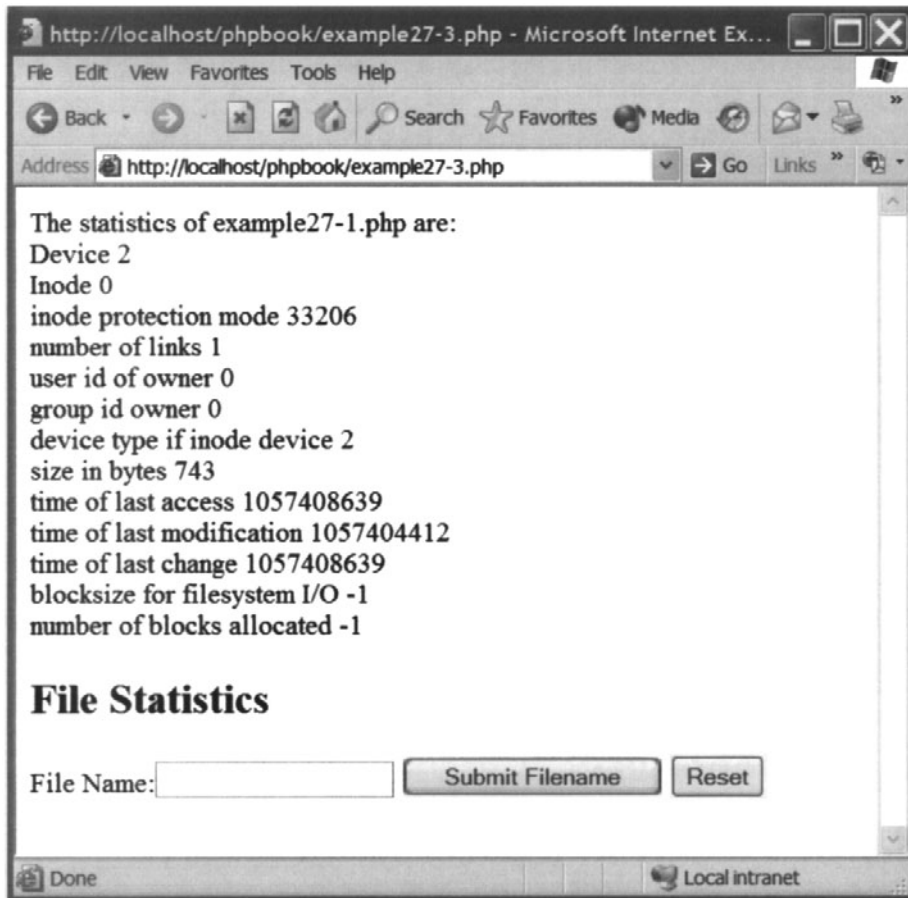 http://localhost/phpbook/example27-3.php - Microsoft Internet Ex...
File Edit View Favorites Tools Help
Back Search Favorites Media
Address http://localhost/phpbook/example27-3.php Go Links
The statistics of example27-1.php are:
Device 2
Inode 0
inode protection mode 33206
number of links 1
user id of owner 0
group id owner 0
device type if inode device 2
size in bytes 743
time of last access 1057408639
time of last modification 1057404412
time of last change 1057408639
blocksize for filesystem I/O -1
number of blocks allocated -1
File Statistics
File Name: Submit Filename Reset
Done Local intranet